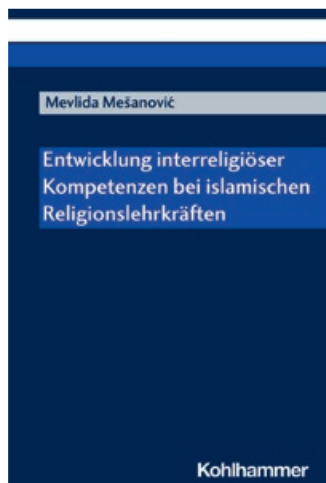 Mevlida Mešanović
Entwicklung interreligiöser
Kompetenzen bei islamischen
Religionslehrkräften
Kohlhammer